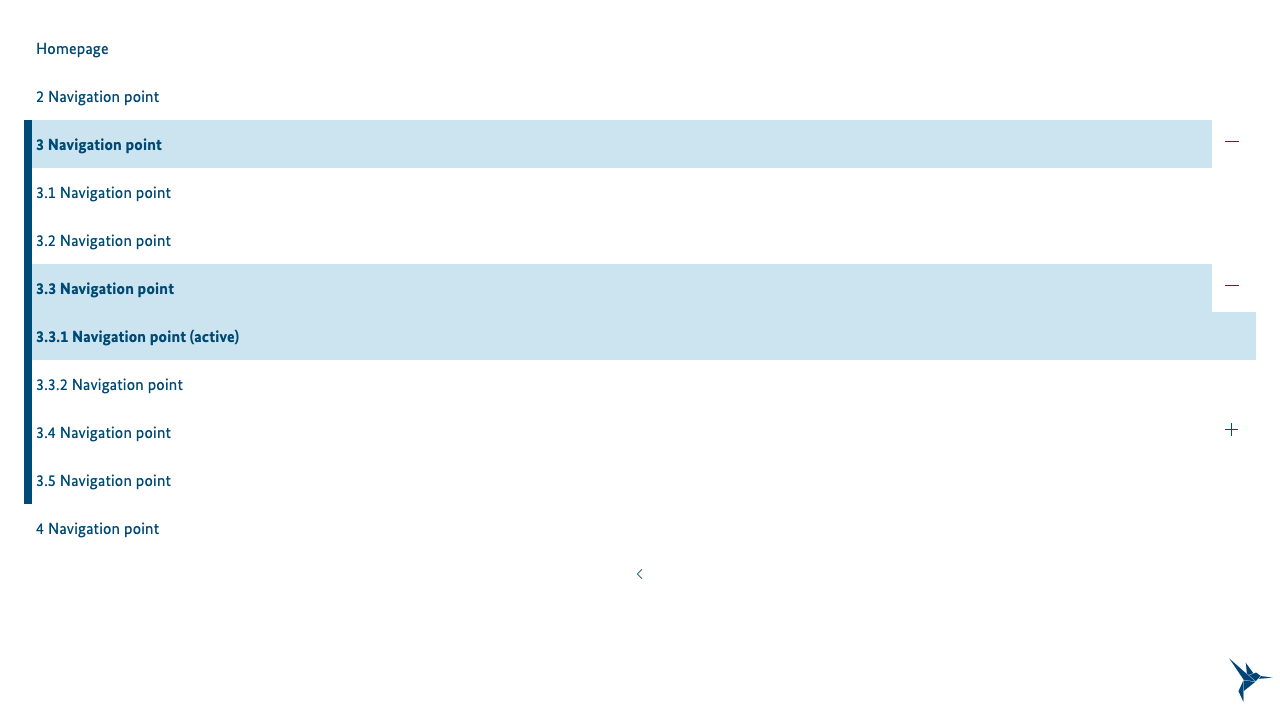 Homepage
2 Navigation point
3 Navigation point
3.1 Navigation point
3.2 Navigation point
3.3 Navigation point
3.3.1 Navigation point (active)
3.3.2 Navigation point
3.4 Navigation point
3.5 Navigation point
4 Navigation point